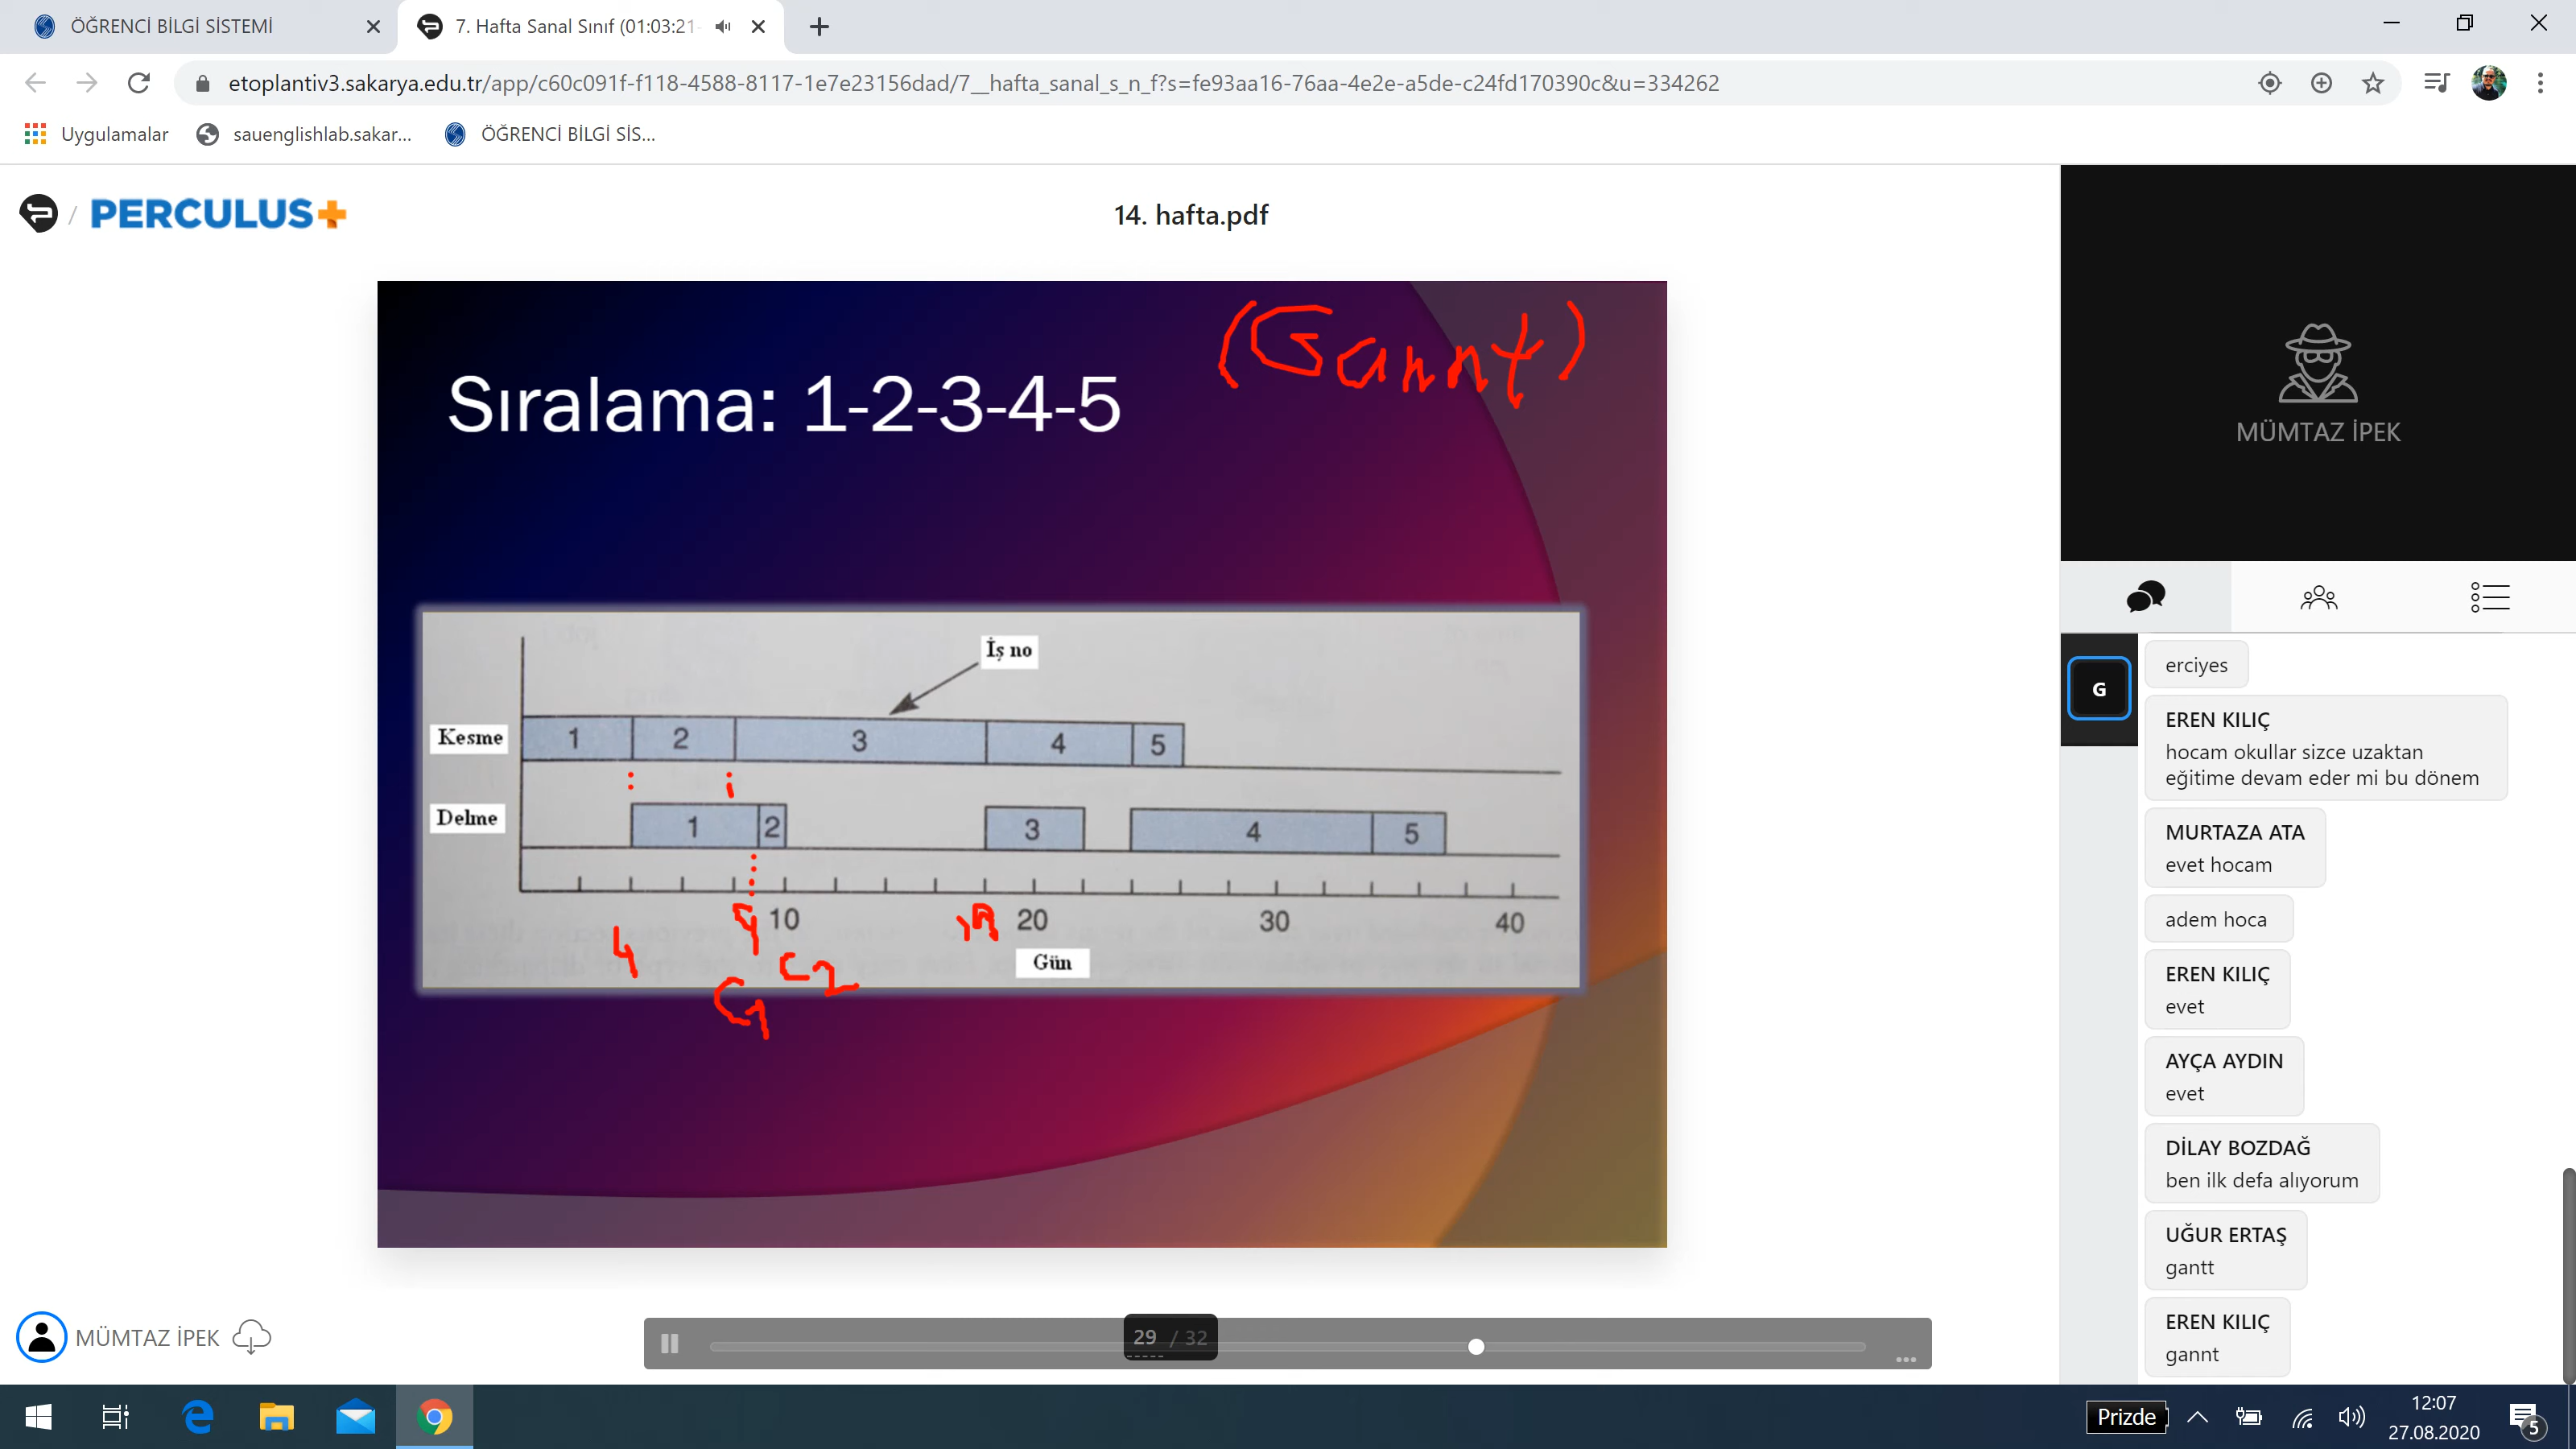 ÖĞRENCİ BİLGİ SİSTEMİ
7. Hafta Sanal Sınıf (01:03:21-
etoplantiv3.sakarya.edu.tr/app/c60c091f-f118-4588-8117-1e7e23156dad/7__hafta_sanal_s_n_f?s=fe93aa16-76aa-4e2e-a5de-c24fd170390c&u=334262
Uygulamalar
sauenglishlab.sakar...
ÖĞRENCİ BİLGİ SİS...
/ PERCULUS+
14. hafta.pdf
(Gannt)
Sıralama: 1-2-3-4-5
İş no
Kesme 1 2 3 4 5
Delme 1 2 3 4 5
10 20 30 40
4 9 C2
C1
Gün
MÜMTAZ İPEK
G
erciyes
EREN KILIÇ
hocam okullar sizce uzaktan
eğitime devam eder mi bu dönem
MURTAZA ATA
evet hocam
adem hoca
EREN KILIÇ
evet
AYÇA AYDIN
evet
DİLAY BOZDAĞ
ben ilk defa alıyorum
UĞUR ERTAŞ
gantt
EREN KILIÇ
gannt
MÜMTAZ İPEK
29 / 32
Prizde
12:07
27.08.2020
5